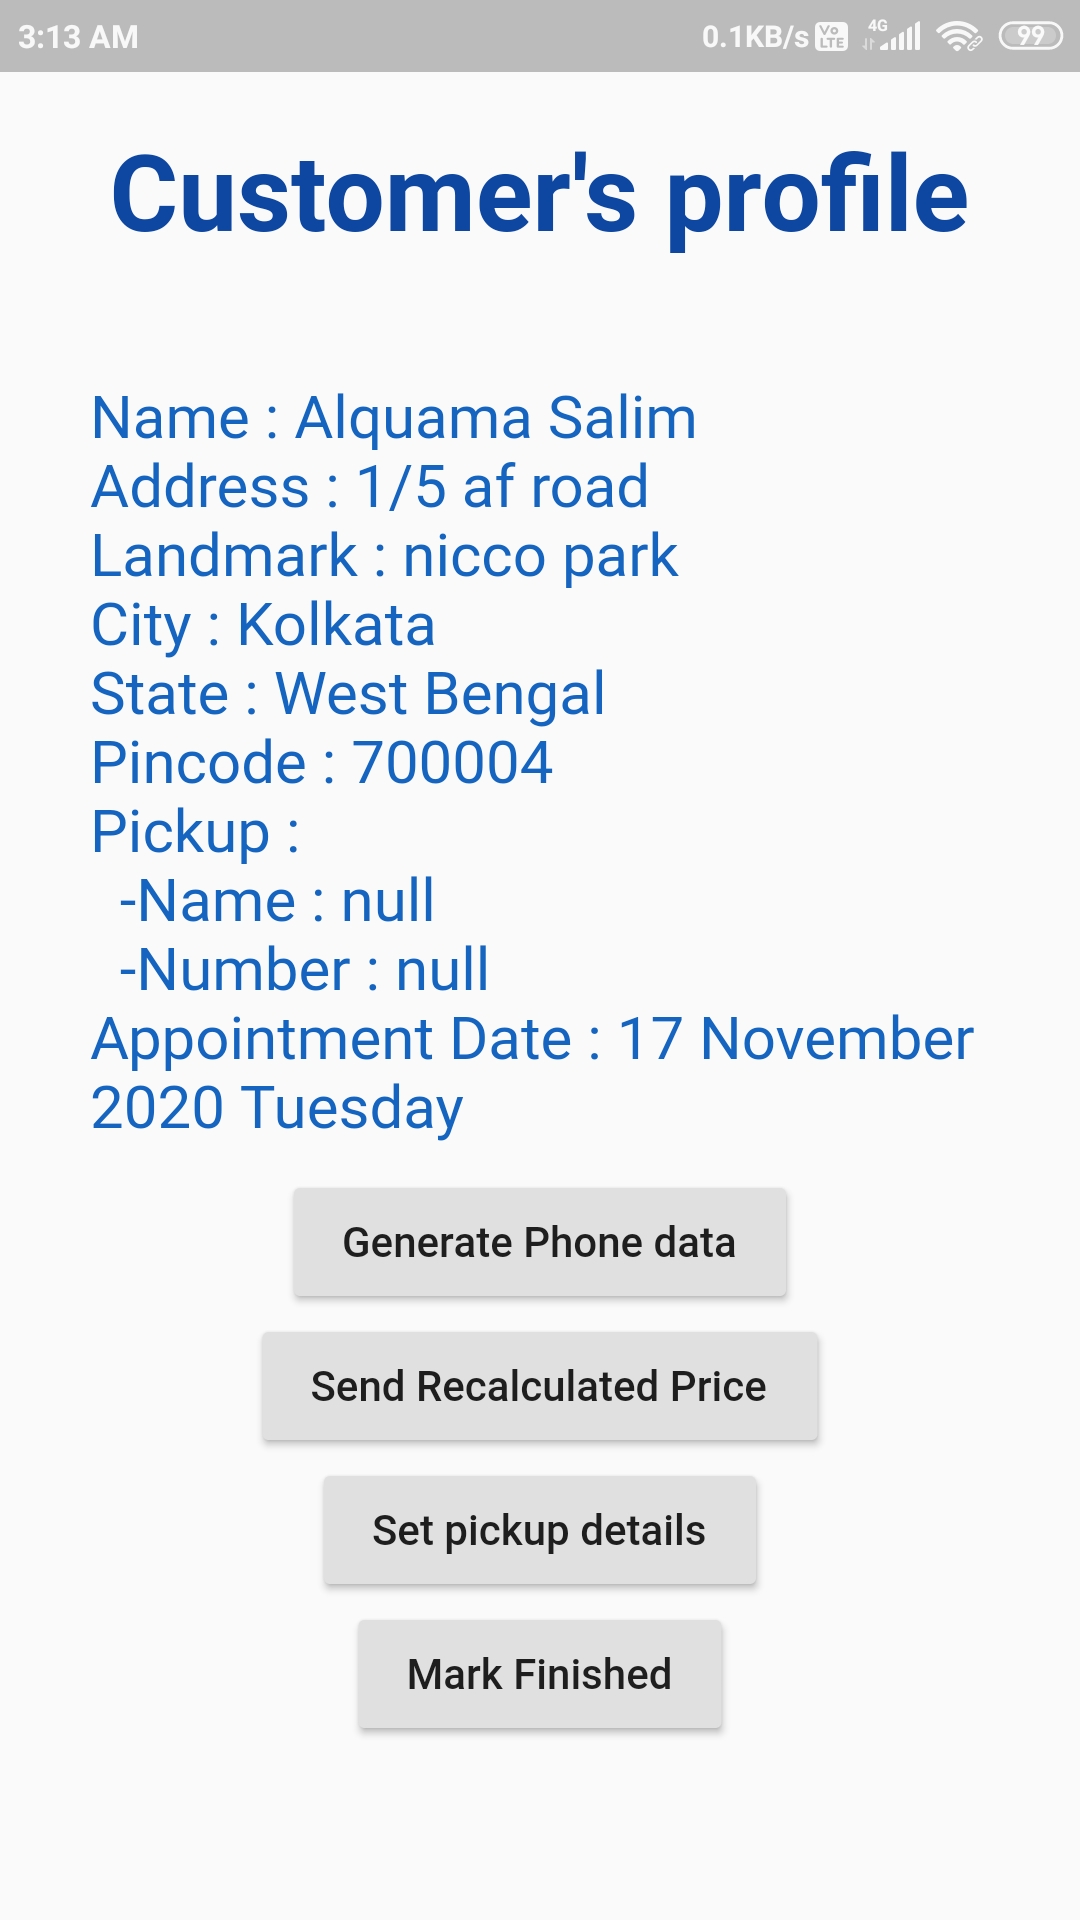 3:13 AM 0.1KB/s Vo LTE 4G 99
Customer's profile
Name : Alquama Salim
Address : 1/5 af road
Landmark : nicco park
City : Kolkata
State : West Bengal
Pincode : 700004
Pickup :
-Name : null
-Number : null
Appointment Date : 17 November
2020 Tuesday
Generate Phone data
Send Recalculated Price
Set pickup details
Mark Finished